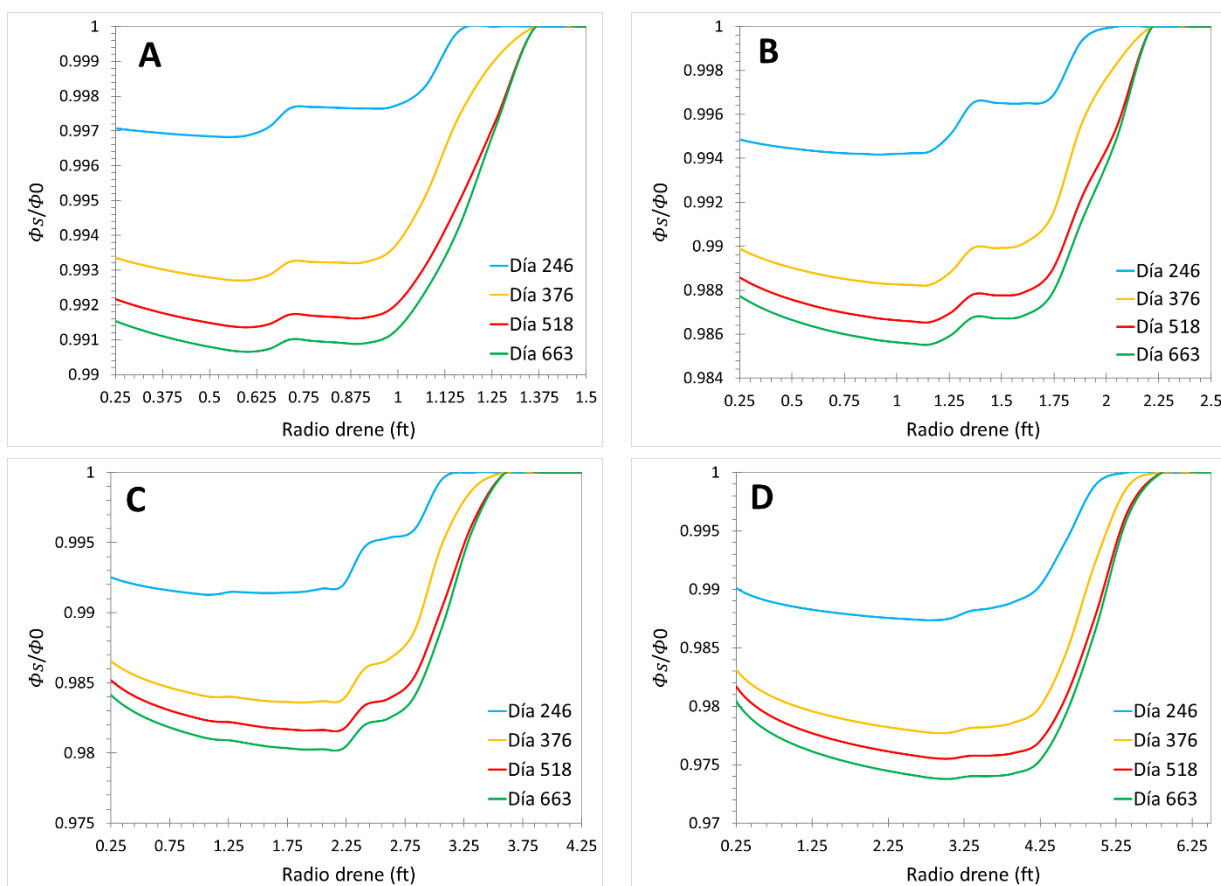 A
1
0.999
0.998
0.997
0.996
0.995
0.994
0.993
0.992
0.991
0.99
Φs/Φ0
0.25 0.375 0.5 0.625 0.75 0.875 1 1.125 1.25 1.375 1.5
Radio drene (ft)
Día 246
Día 376
Día 518
Día 663
B
1
0.998
0.996
0.994
0.992
0.99
0.988
0.986
0.984
Φs/Φ0
0.25 0.5 0.75 1 1.25 1.5 1.75 2 2.25 2.5
Radio drene (ft)
Día 246
Día 376
Día 518
Día 663
C
1
0.995
0.99
0.985
0.98
0.975
Φs/Φ0
0.25 0.75 1.25 1.75 2.25 2.75 3.25 3.75 4.25
Radio drene (ft)
Día 246
Día 376
Día 518
Día 663
D
1
0.995
0.99
0.985
0.98
0.975
0.97
Φs/Φ0
0.25 1.25 2.25 3.25 4.25 5.25 6.25
Radio drene (ft)
Día 246
Día 376
Día 518
Día 663